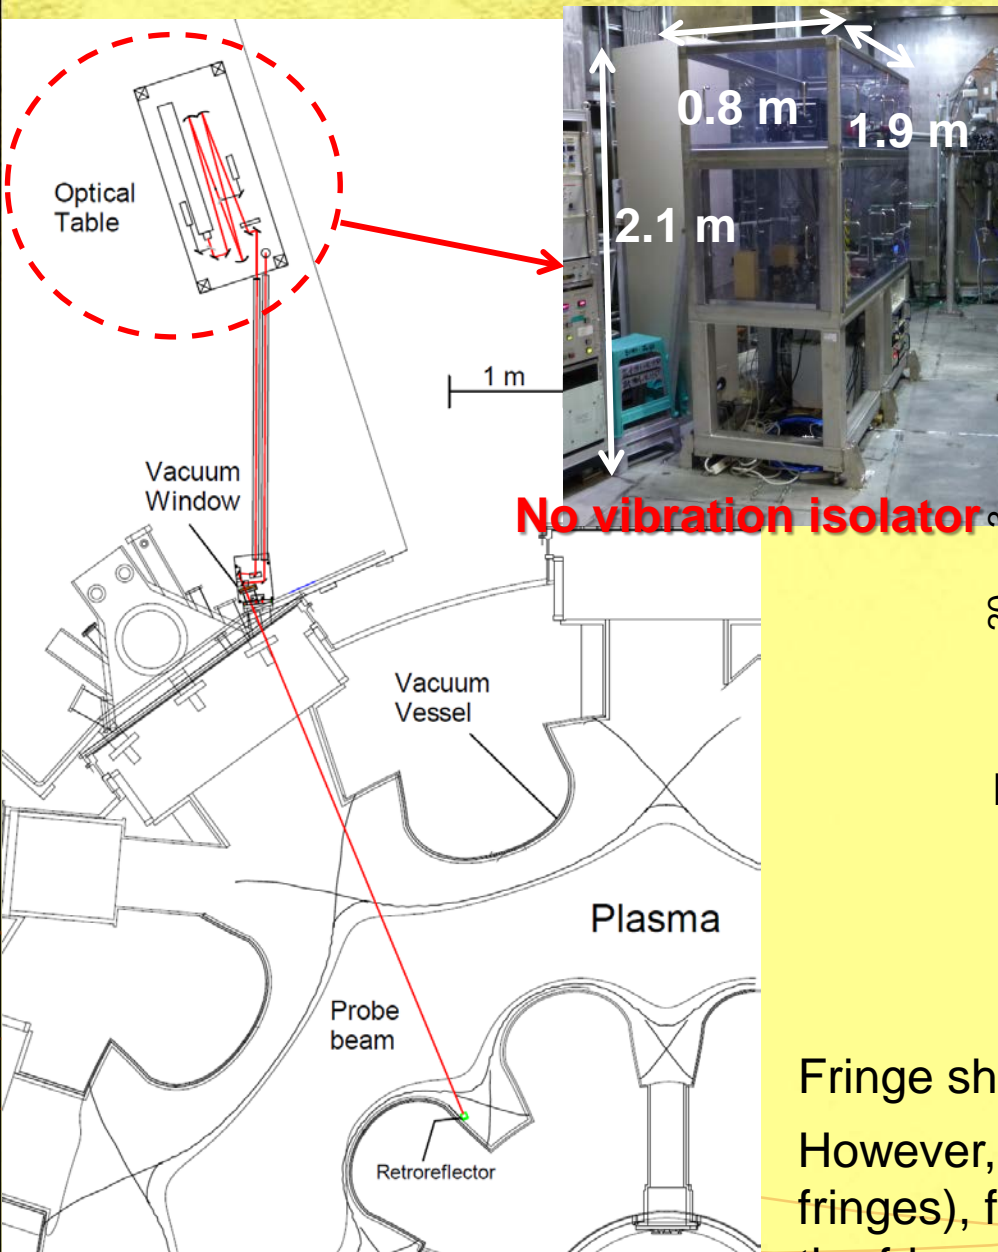 Optical
Table
0.8 m
1.9 m
2.1 m
1 m
Vacuum
Window
No vibration isolator
20
Vacuum
Vessel
Plasma
Probe
beam
Retroreflector
Fringe sh
However,
fringes), f